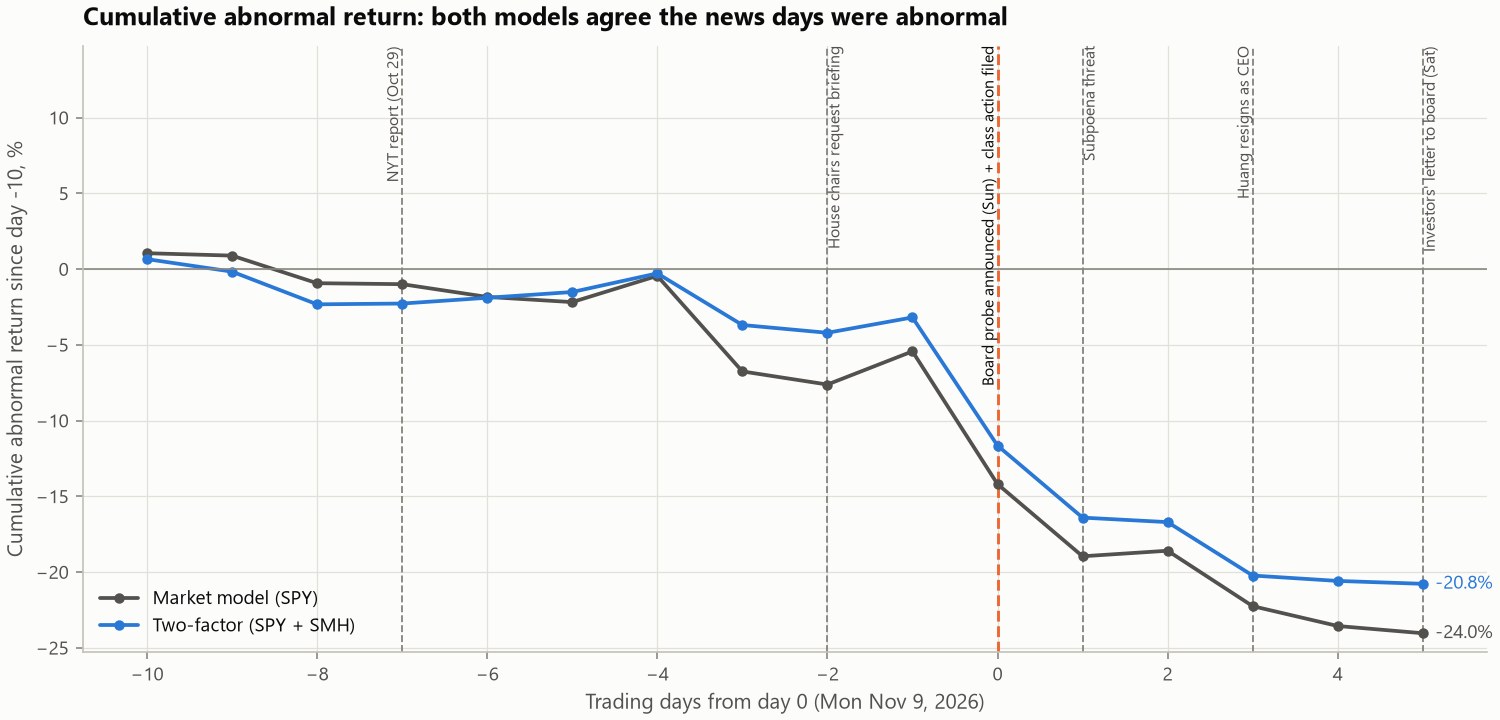 Cumulative abnormal return: both models agree the news days were abnormal
Cumulative abnormal return since day -10, %
10
5
0
−5
−10
−15
−20
−25
NYT report (Oct 29)
House chairs request briefing
Board probe announced (Sun) + class action filed
Subpoena threat
Huang resigns as CEO
Investors' letter to board (Sat)
-20.8%
-24.0%
Market model (SPY)
Two-factor (SPY + SMH)
−10
−8
−6
−4
−2
0
2
4
Trading days from day 0 (Mon Nov 9, 2026)